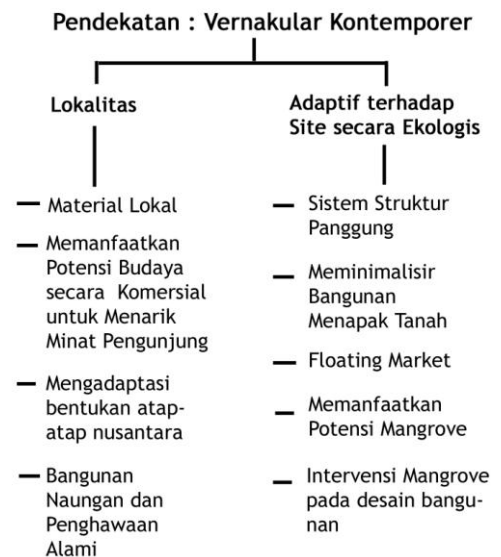 Pendekatan : Vernakular Kontemporer
Lokalitas
Material Lokal
Memanfaatkan
Potensi Budaya
secara Komersial
untuk Menarik
Minat Pengunjung
Mengadaptasi
bentukan atap-
atap nusantara
Bangunan
Naungan dan
Penghawaan
Alami
Adaptif terhadap
Site secara Ekologis
Sistem Struktur
Panggung
Meminimalisir
Bangunan
Menapak Tanah
Floating Market
Memanfaatkan
Potensi Mangrove
Intervensi Mangrove
pada desain bangu-
nan